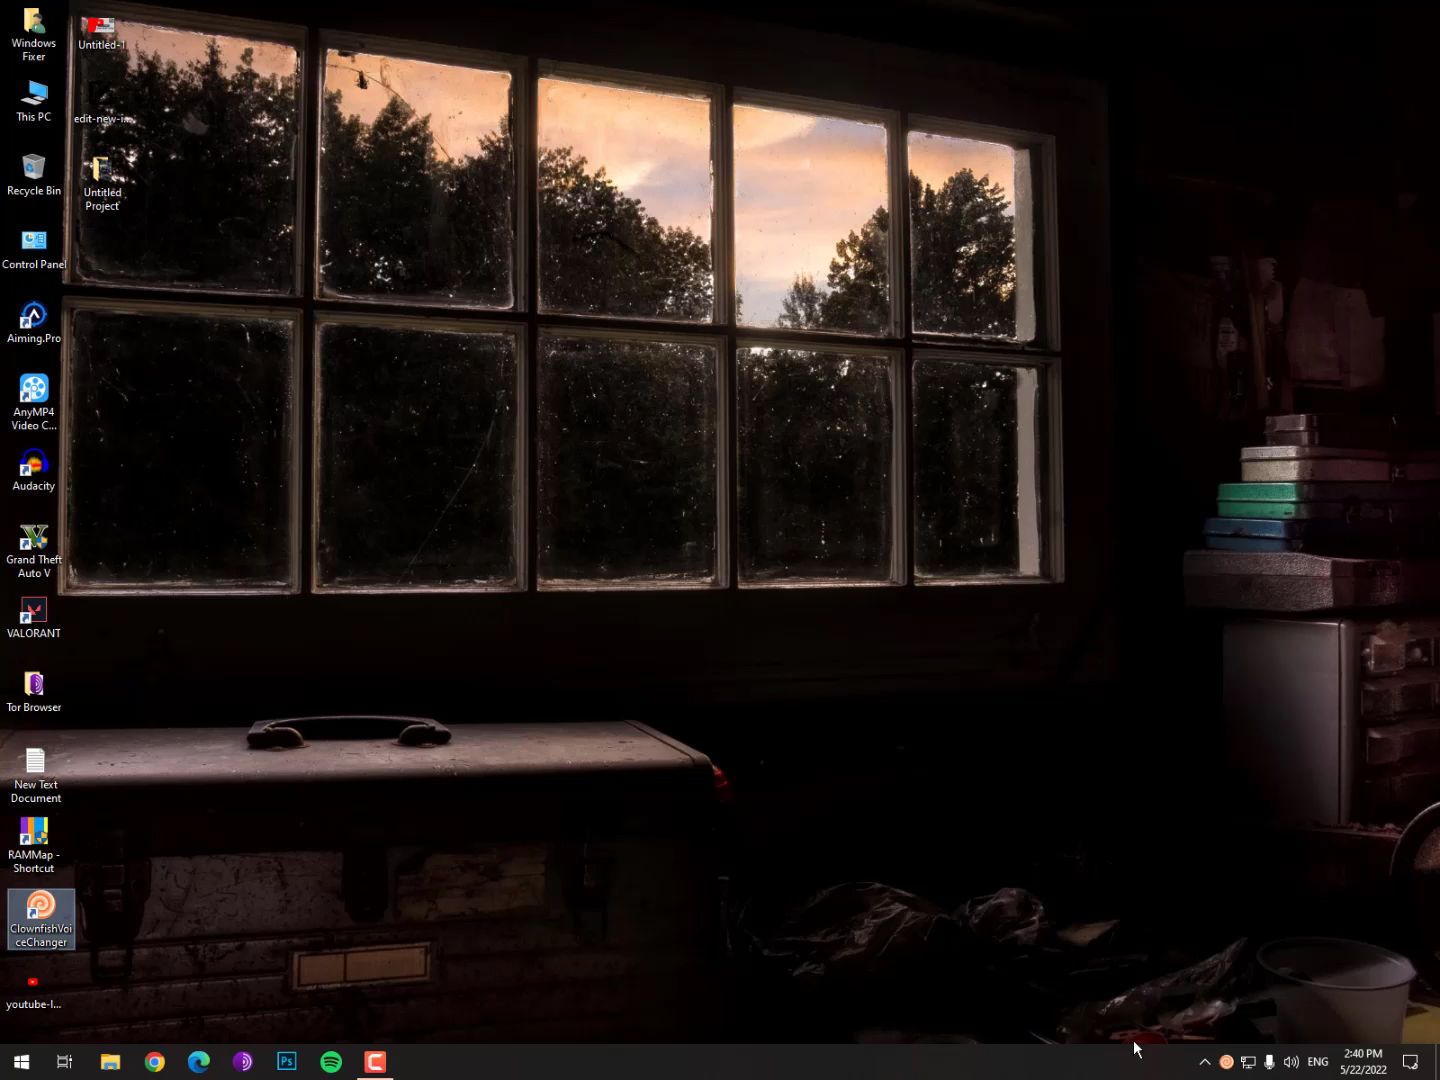 Windows
Fixer
This PC
Recycle Bin
Control Panel
Aiming.Pro
AnyMP4
Video C...
Audacity
Grand Theft
Auto V
VALORANT
Tor Browser
New Text
Document
RAMMap -
Shortcut
ClownfishVoi
ceChanger
youtube-l...
Untitled-1
edit-new-i...
Untitled
Project
Ps
ENG
2:40 PM
5/22/2022